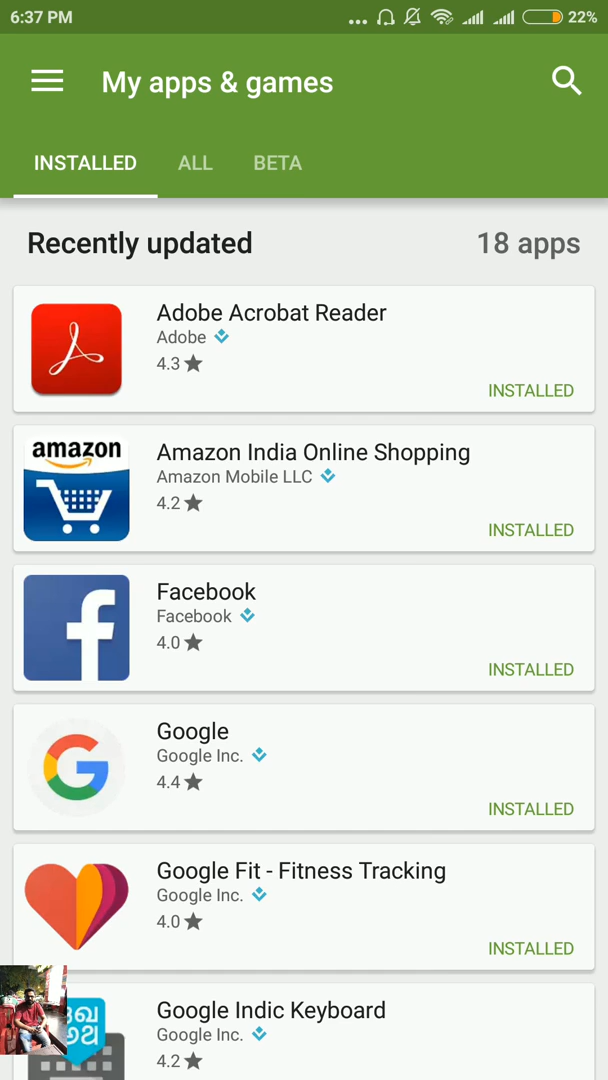 6:37 PM
22%
My apps & games
INSTALLED ALL BETA
Recently updated
18 apps
Adobe Acrobat Reader
Adobe
4.3
INSTALLED
amazon
Amazon India Online Shopping
Amazon Mobile LLC
4.2
INSTALLED
f
Facebook
Facebook
4.0
INSTALLED
G
Google
Google Inc.
4.4
INSTALLED
Google Fit - Fitness Tracking
Google Inc.
4.0
INSTALLED
Google Indic Keyboard
Google Inc.
4.2